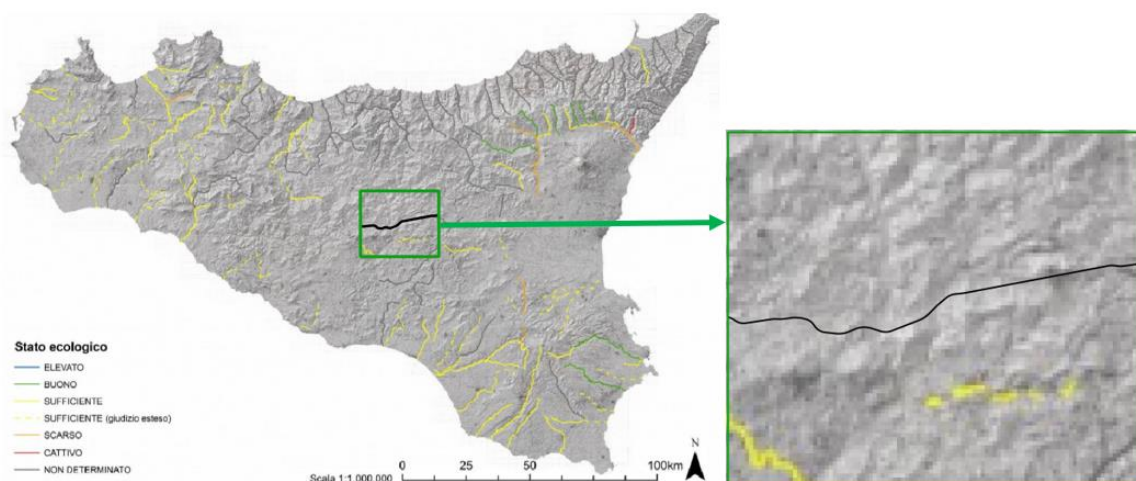 Stato ecologico
ELEVATO
BUONO
SUFFICIENTE
SUFFICIENTE (giudizio esteso)
SCARSO
CATTIVO
NON DETERMINATO
N
Scala 1:1.000.000
0 25 50 100km